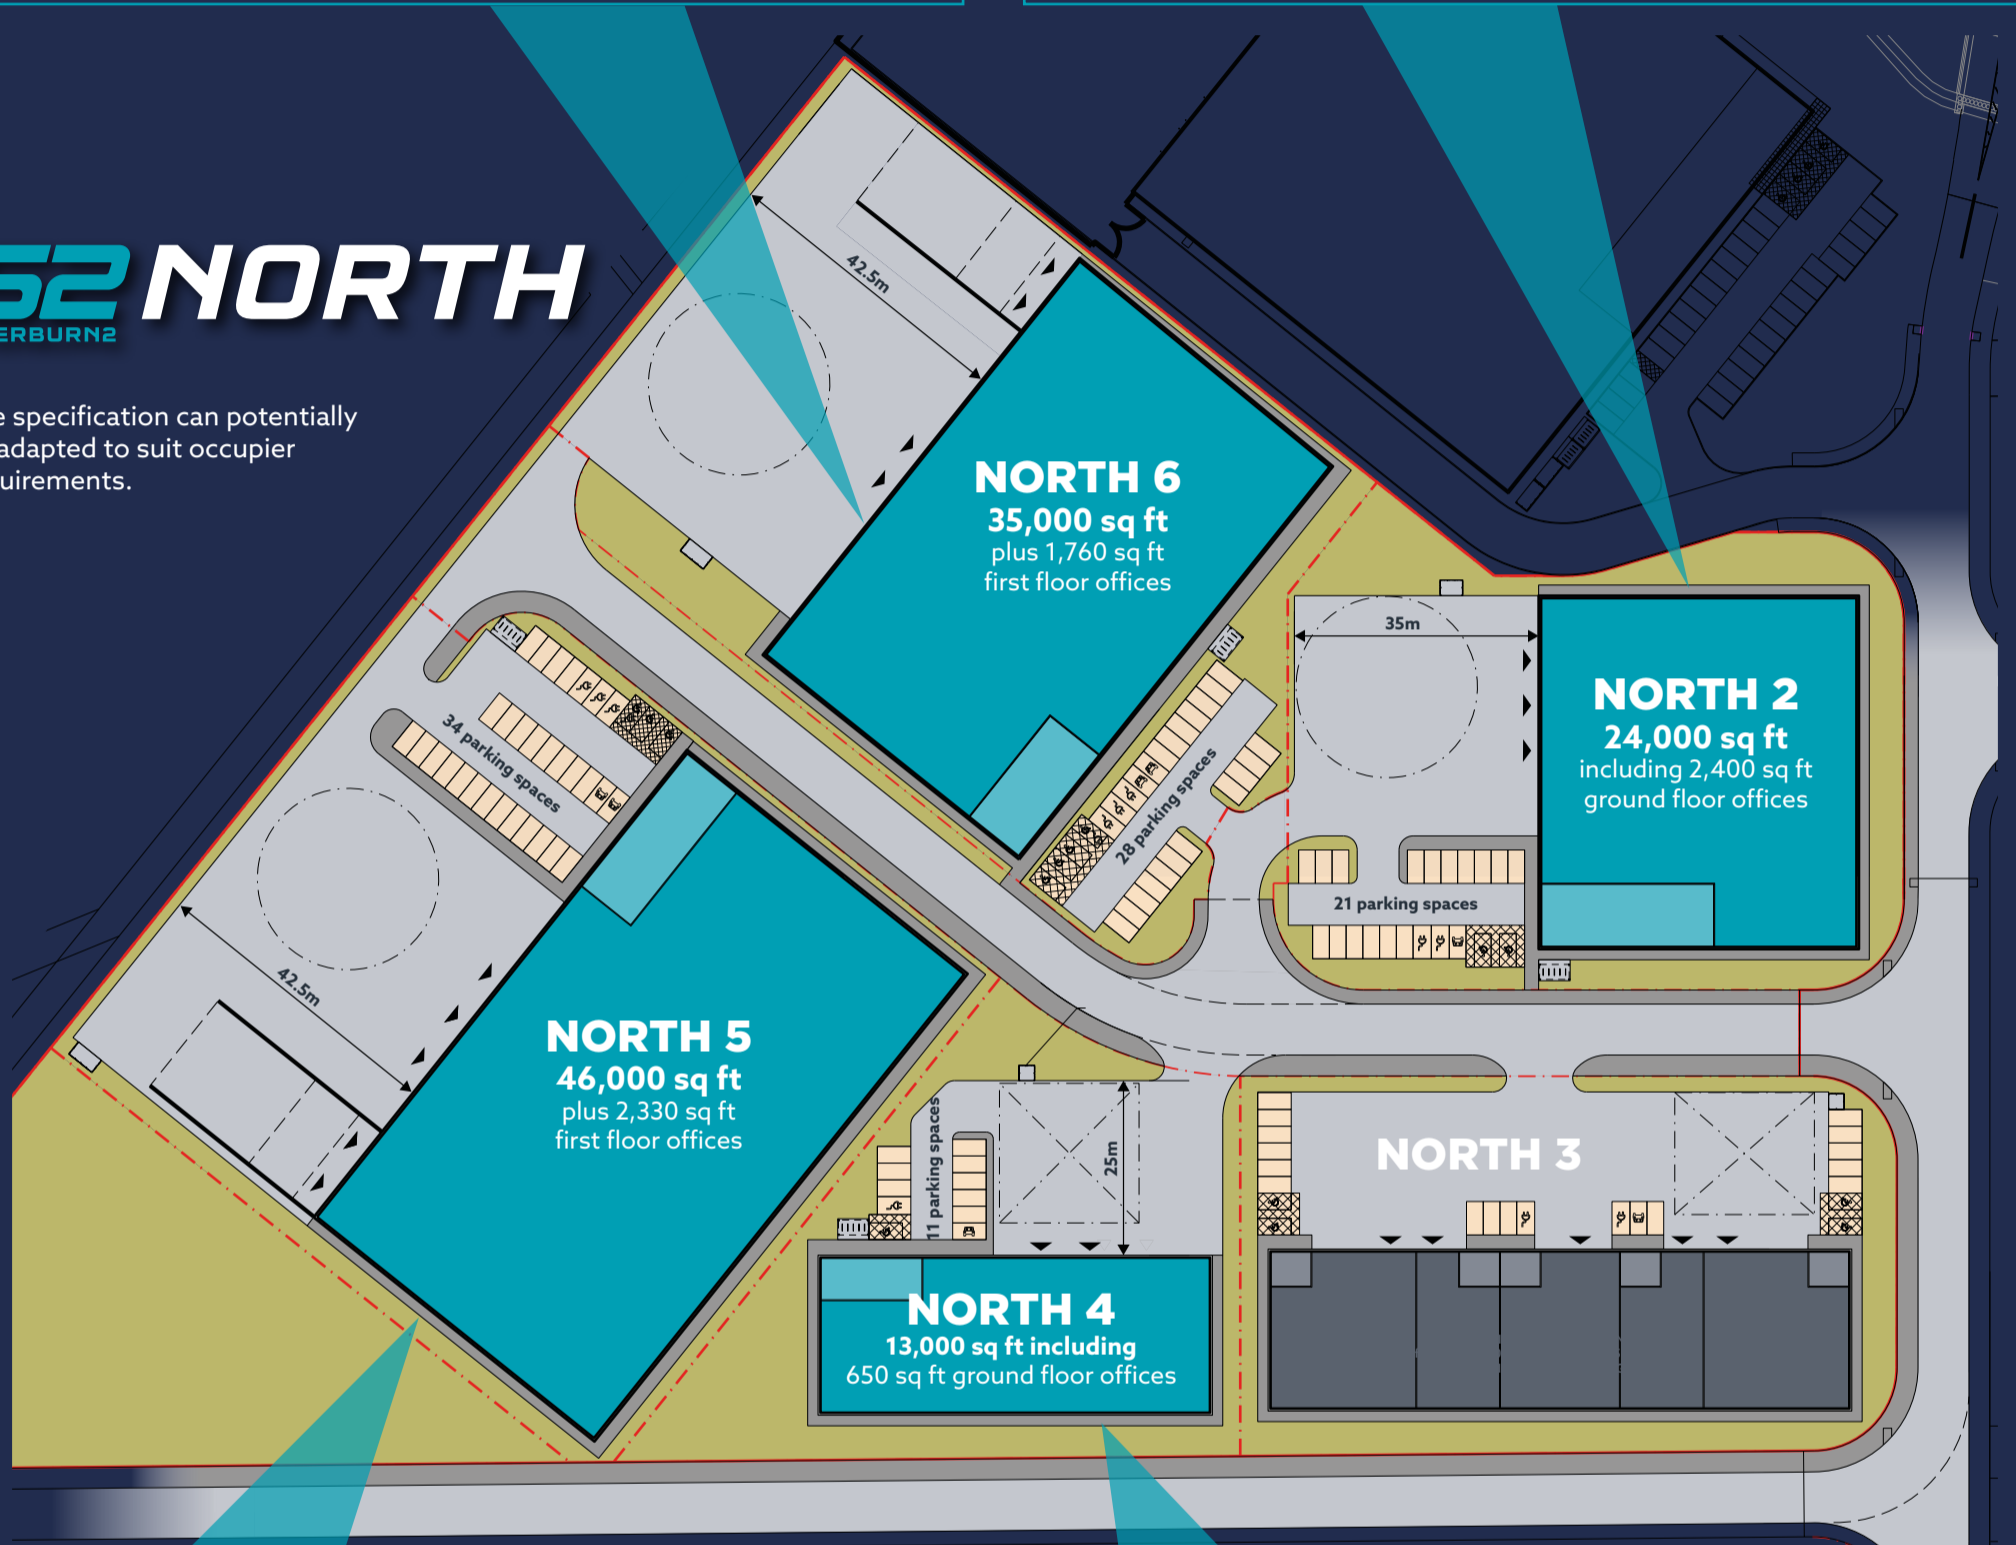 52 NORTH
ERBURN2
e specification can potentially
adapted to suit occupier
uirements.
42.5m
NORTH 6
35,000 sq ft
plus 1,760 sq ft
first floor offices
35m
NORTH 2
24,000 sq ft
including 2,400 sq ft
ground floor offices
34 parking spaces
28 parking spaces
21 parking spaces
42.5m
NORTH 5
46,000 sq ft
plus 2,330 sq ft
first floor offices
11 parking spaces
25m
NORTH 3
NORTH 4
13,000 sq ft including
650 sq ft ground floor offices